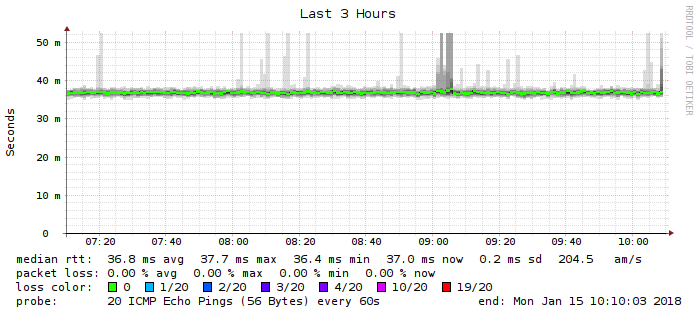 Last 3 Hours
RRDTOOL / TOBI OETIKER
Seconds
50 m
40 m
30 m
20 m
10 m
0
07:20 07:40 08:00 08:20 08:40 09:00 09:20 09:40 10:00
median rtt: 36.8 ms avg 37.7 ms max 36.4 ms min 37.0 ms now 0.2 ms sd 204.5 am/s
packet loss: 0.00 % avg 0.00 % max 0.00 % min 0.00 % now
loss color: 0 1/20 2/20 3/20 4/20 10/20 19/20
probe: 20 ICMP Echo Pings (56 Bytes) every 60s end: Mon Jan 15 10:10:03 2018